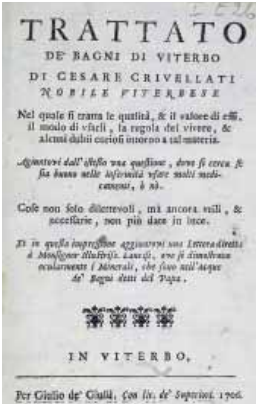 TRATTATO
DE' BAGNI DI VITERBO
DI CESARE CRIVELLATI
NOBILE VITERBESE
Nel quale si tratta le qualità, & il valore di essi,
il modo di usarli, la regola del vivere, &
alcuni dubii curiosi intorno a tal materia.
Aggiuntovi dall'istesso una questione, dove si cerca se
sia buono nelle infermità usare molti medi-
camenti, ò nò.
Cose non solo dilettevoli, mà ancora utili, &
necessarie, non più date in luce.
Et in questa impressione aggiuntovi una Lettera diretta
à Monsignor Illustriss. Lancisi, ove si dimostrano
ocularmente i Minerali, che sono nell'acque
de' Bagni detti del Papa.
IN VITERBO,
Per Giulio de' Giulii. Con lic. de' Superiori. 1706.